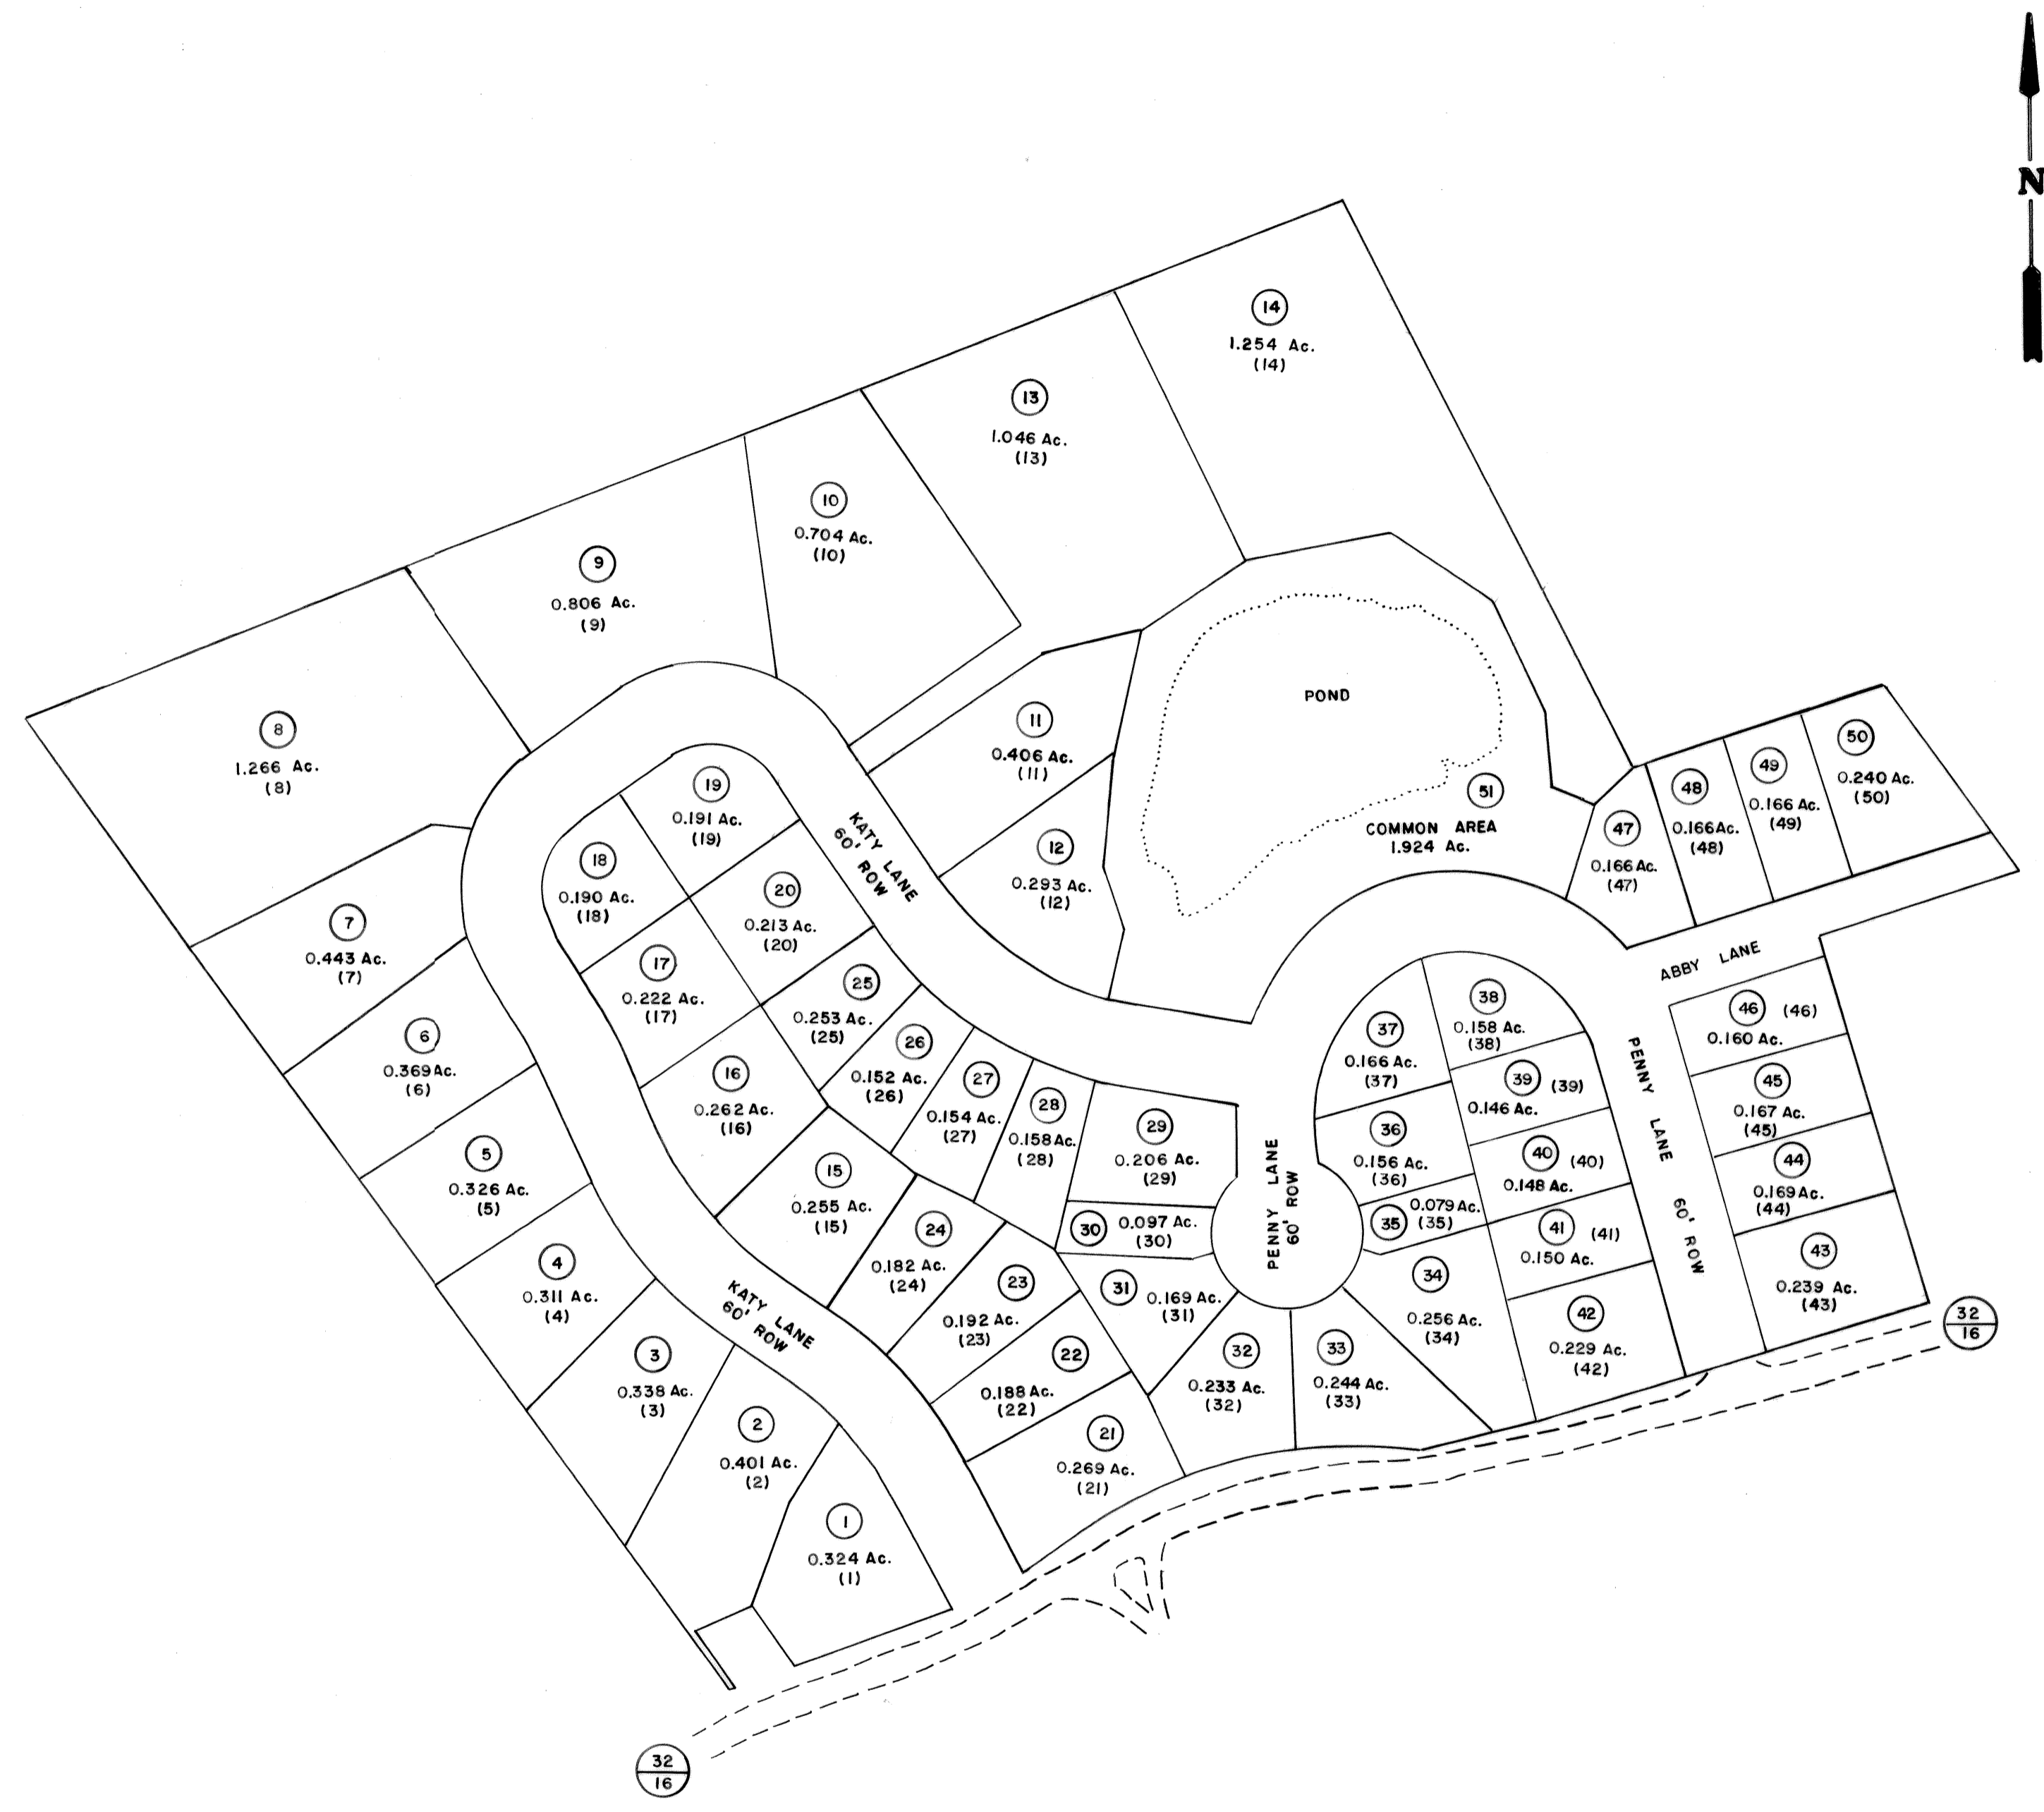 N
14
1.254 Ac.
(14)
13
1.046 Ac.
(13)
10
0.704 Ac.
(10)
9
0.806 Ac.
(9)
8
1.266 Ac.
(8)
7
0.443 Ac.
(7)
6
0.369 Ac.
(6)
5
0.326 Ac.
(5)
4
0.311 Ac.
(4)
3
0.338 Ac.
(3)
2
0.401 Ac.
(2)
1
0.324 Ac.
(1)
11
0.406 Ac.
(11)
12
0.293 Ac.
(12)
POND
51
COMMON AREA
1.924 Ac.
KATY LANE
60' ROW
19
0.191 Ac.
(19)
18
0.190 Ac.
(18)
20
0.213 Ac.
(20)
17
0.222 Ac.
(17)
25
0.253 Ac.
(25)
16
0.262 Ac.
(16)
26
0.152 Ac.
(26)
27
0.154 Ac.
(27)
28
0.158 Ac.
(28)
29
0.206 Ac.
(29)
15
0.255 Ac.
(15)
24
0.182 Ac.
(24)
30
0.097 Ac.
(30)
23
0.192 Ac.
(23)
31
0.169 Ac.
(31)
22
0.188 Ac.
(22)
21
0.269 Ac.
(21)
KATY LANE
60' ROW
PENNY LANE
60' ROW
32
0.233 Ac.
(32)
33
0.244 Ac.
(33)
34
0.256 Ac.
(34)
35
0.079 Ac.
(35)
36
0.156 Ac.
(36)
37
0.166 Ac.
(37)
38
0.158 Ac.
(38)
39 (39)
0.146 Ac.
40 (40)
0.148 Ac.
41 (41)
0.150 Ac.
42
0.229 Ac.
(42)
PENNY LANE 60' ROW
ABBY LANE
47
0.166 Ac.
(47)
48
0.166 Ac.
(48)
49
0.166 Ac.
(49)
50
0.240 Ac.
(50)
46 (46)
0.160 Ac.
45
0.167 Ac.
(45)
44
0.169 Ac.
(44)
43
0.239 Ac.
(43)
32
16
32
16